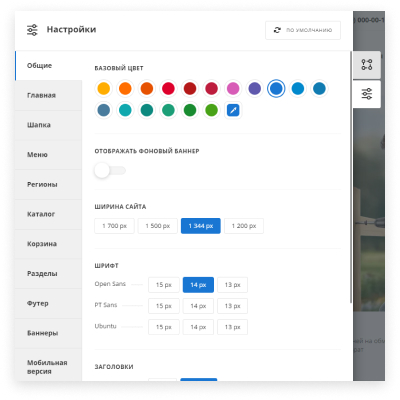 Настройки
ПО УМОЛЧАНИЮ
) 000-00-1
Общие
Главная
Шапка
Меню
Регионы
Каталог
Корзина
Разделы
Футер
Баннеры
Мобильная
версия
БАЗОВЫЙ ЦВЕТ
ОТОБРАЖАТЬ ФОНОВЫЙ БАННЕР
ШИРИНА САЙТА
1 700 px 1 500 px 1 344 px 1 200 px
ШРИФТ
Open Sans 15 px 14 px 13 px
PT Sans 15 px 14 px 13 px
Ubuntu 15 px 14 px 13 px
ЗАГОЛОВКИ